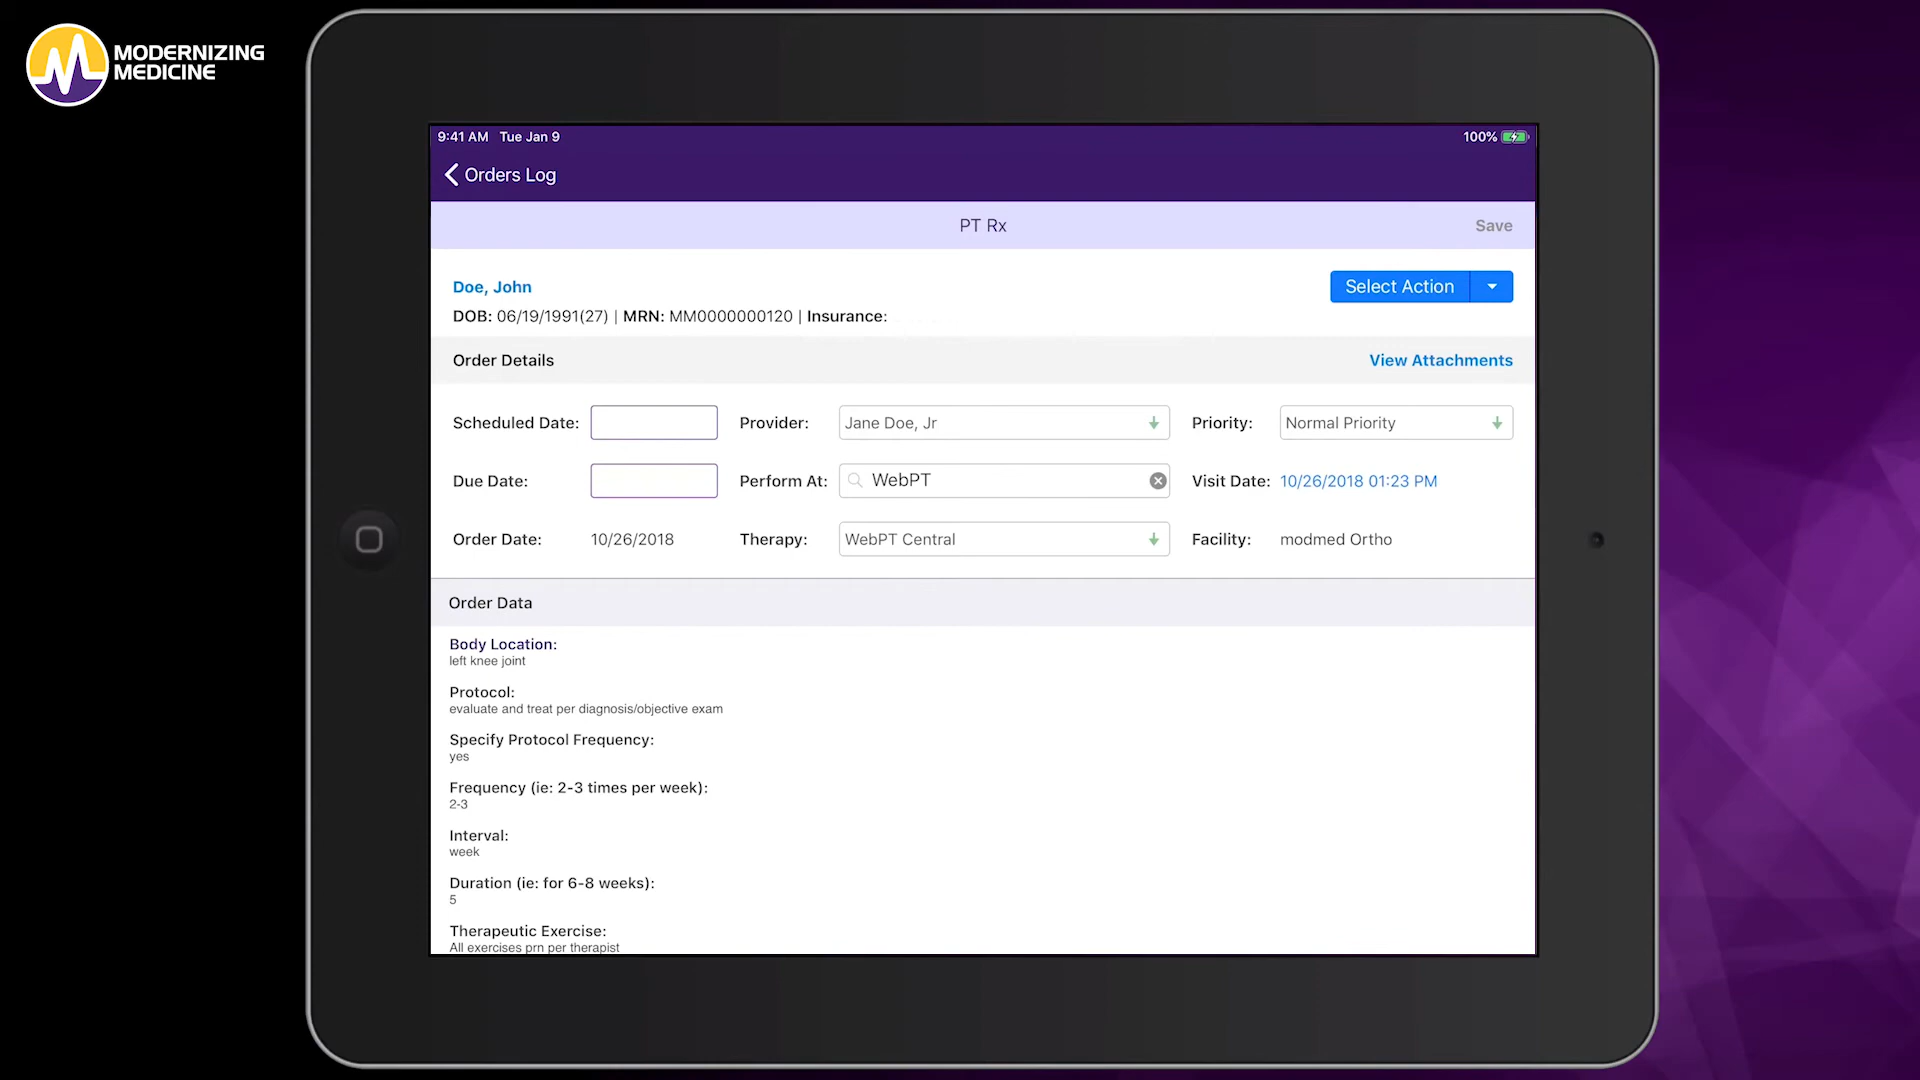 MODERNIZING
MEDICINE
9:41 AM Tue Jan 9
100%
Orders Log
PT Rx
Save
Doe, John
Select Action
DOB: 06/19/1991(27) | MRN: MM0000000120 | Insurance:
Order Details
View Attachments
Scheduled Date:
Provider: Jane Doe, Jr
Priority: Normal Priority
Due Date:
Perform At: WebPT
Visit Date: 10/26/2018 01:23 PM
Order Date: 10/26/2018
Therapy: WebPT Central
Facility: modmed Ortho
Order Data
Body Location:
left knee joint
Protocol:
evaluate and treat per diagnosis/objective exam
Specify Protocol Frequency:
yes
Frequency (ie: 2-3 times per week):
2-3
Interval:
week
Duration (ie: for 6-8 weeks):
5
Therapeutic Exercise:
All exercises prn per therapist